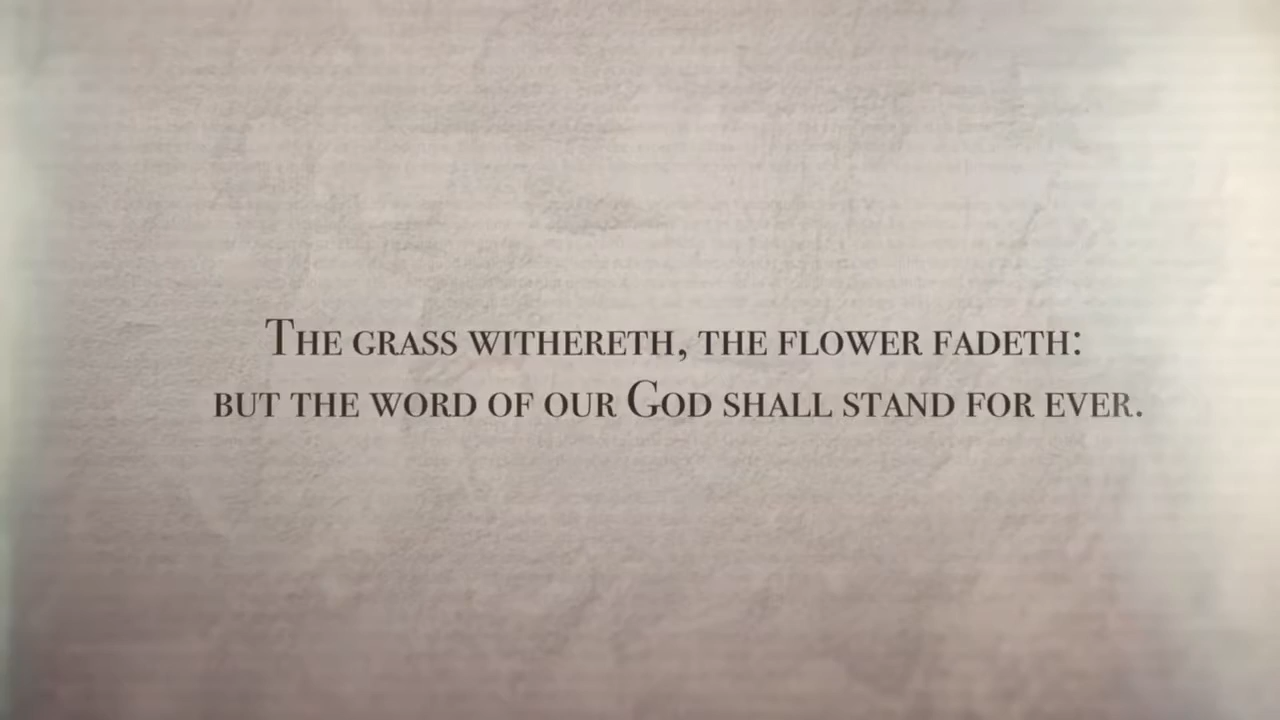 The grass withereth, the flower fadeth:
but the word of our God shall stand for ever.